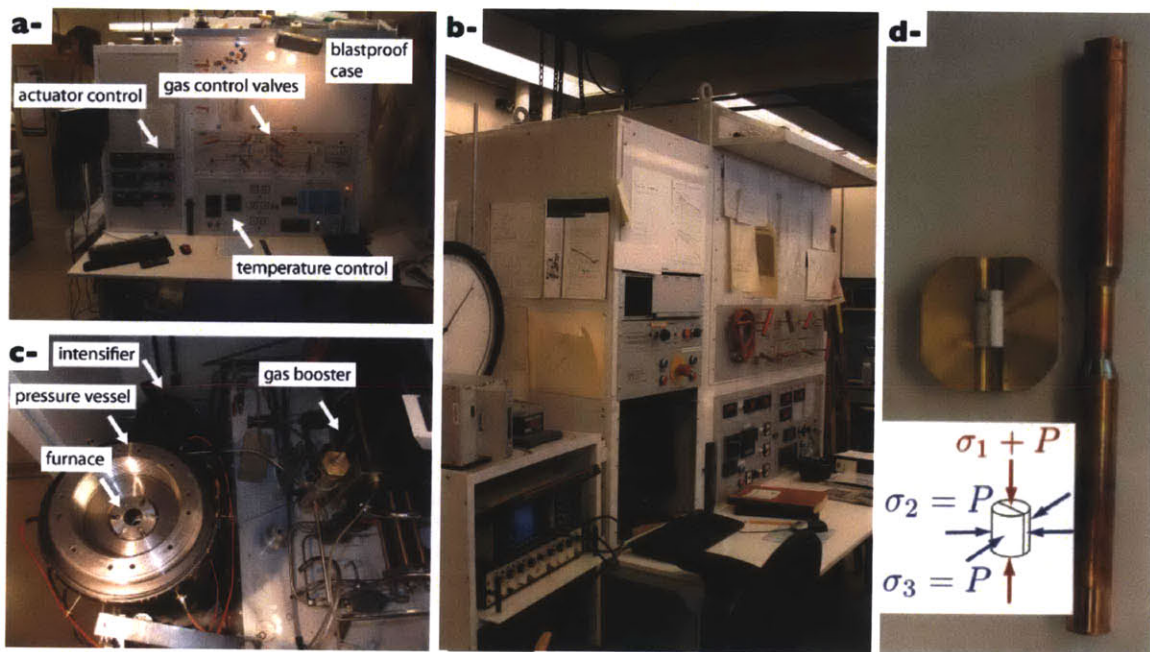 a-
blastproof
case
gas control valves
actuator control
temperature control
b-
c-
intensifier
pressure vessel
gas booster
furnace
d-
σ₁ + P
σ₂ = P
σ₃ = P